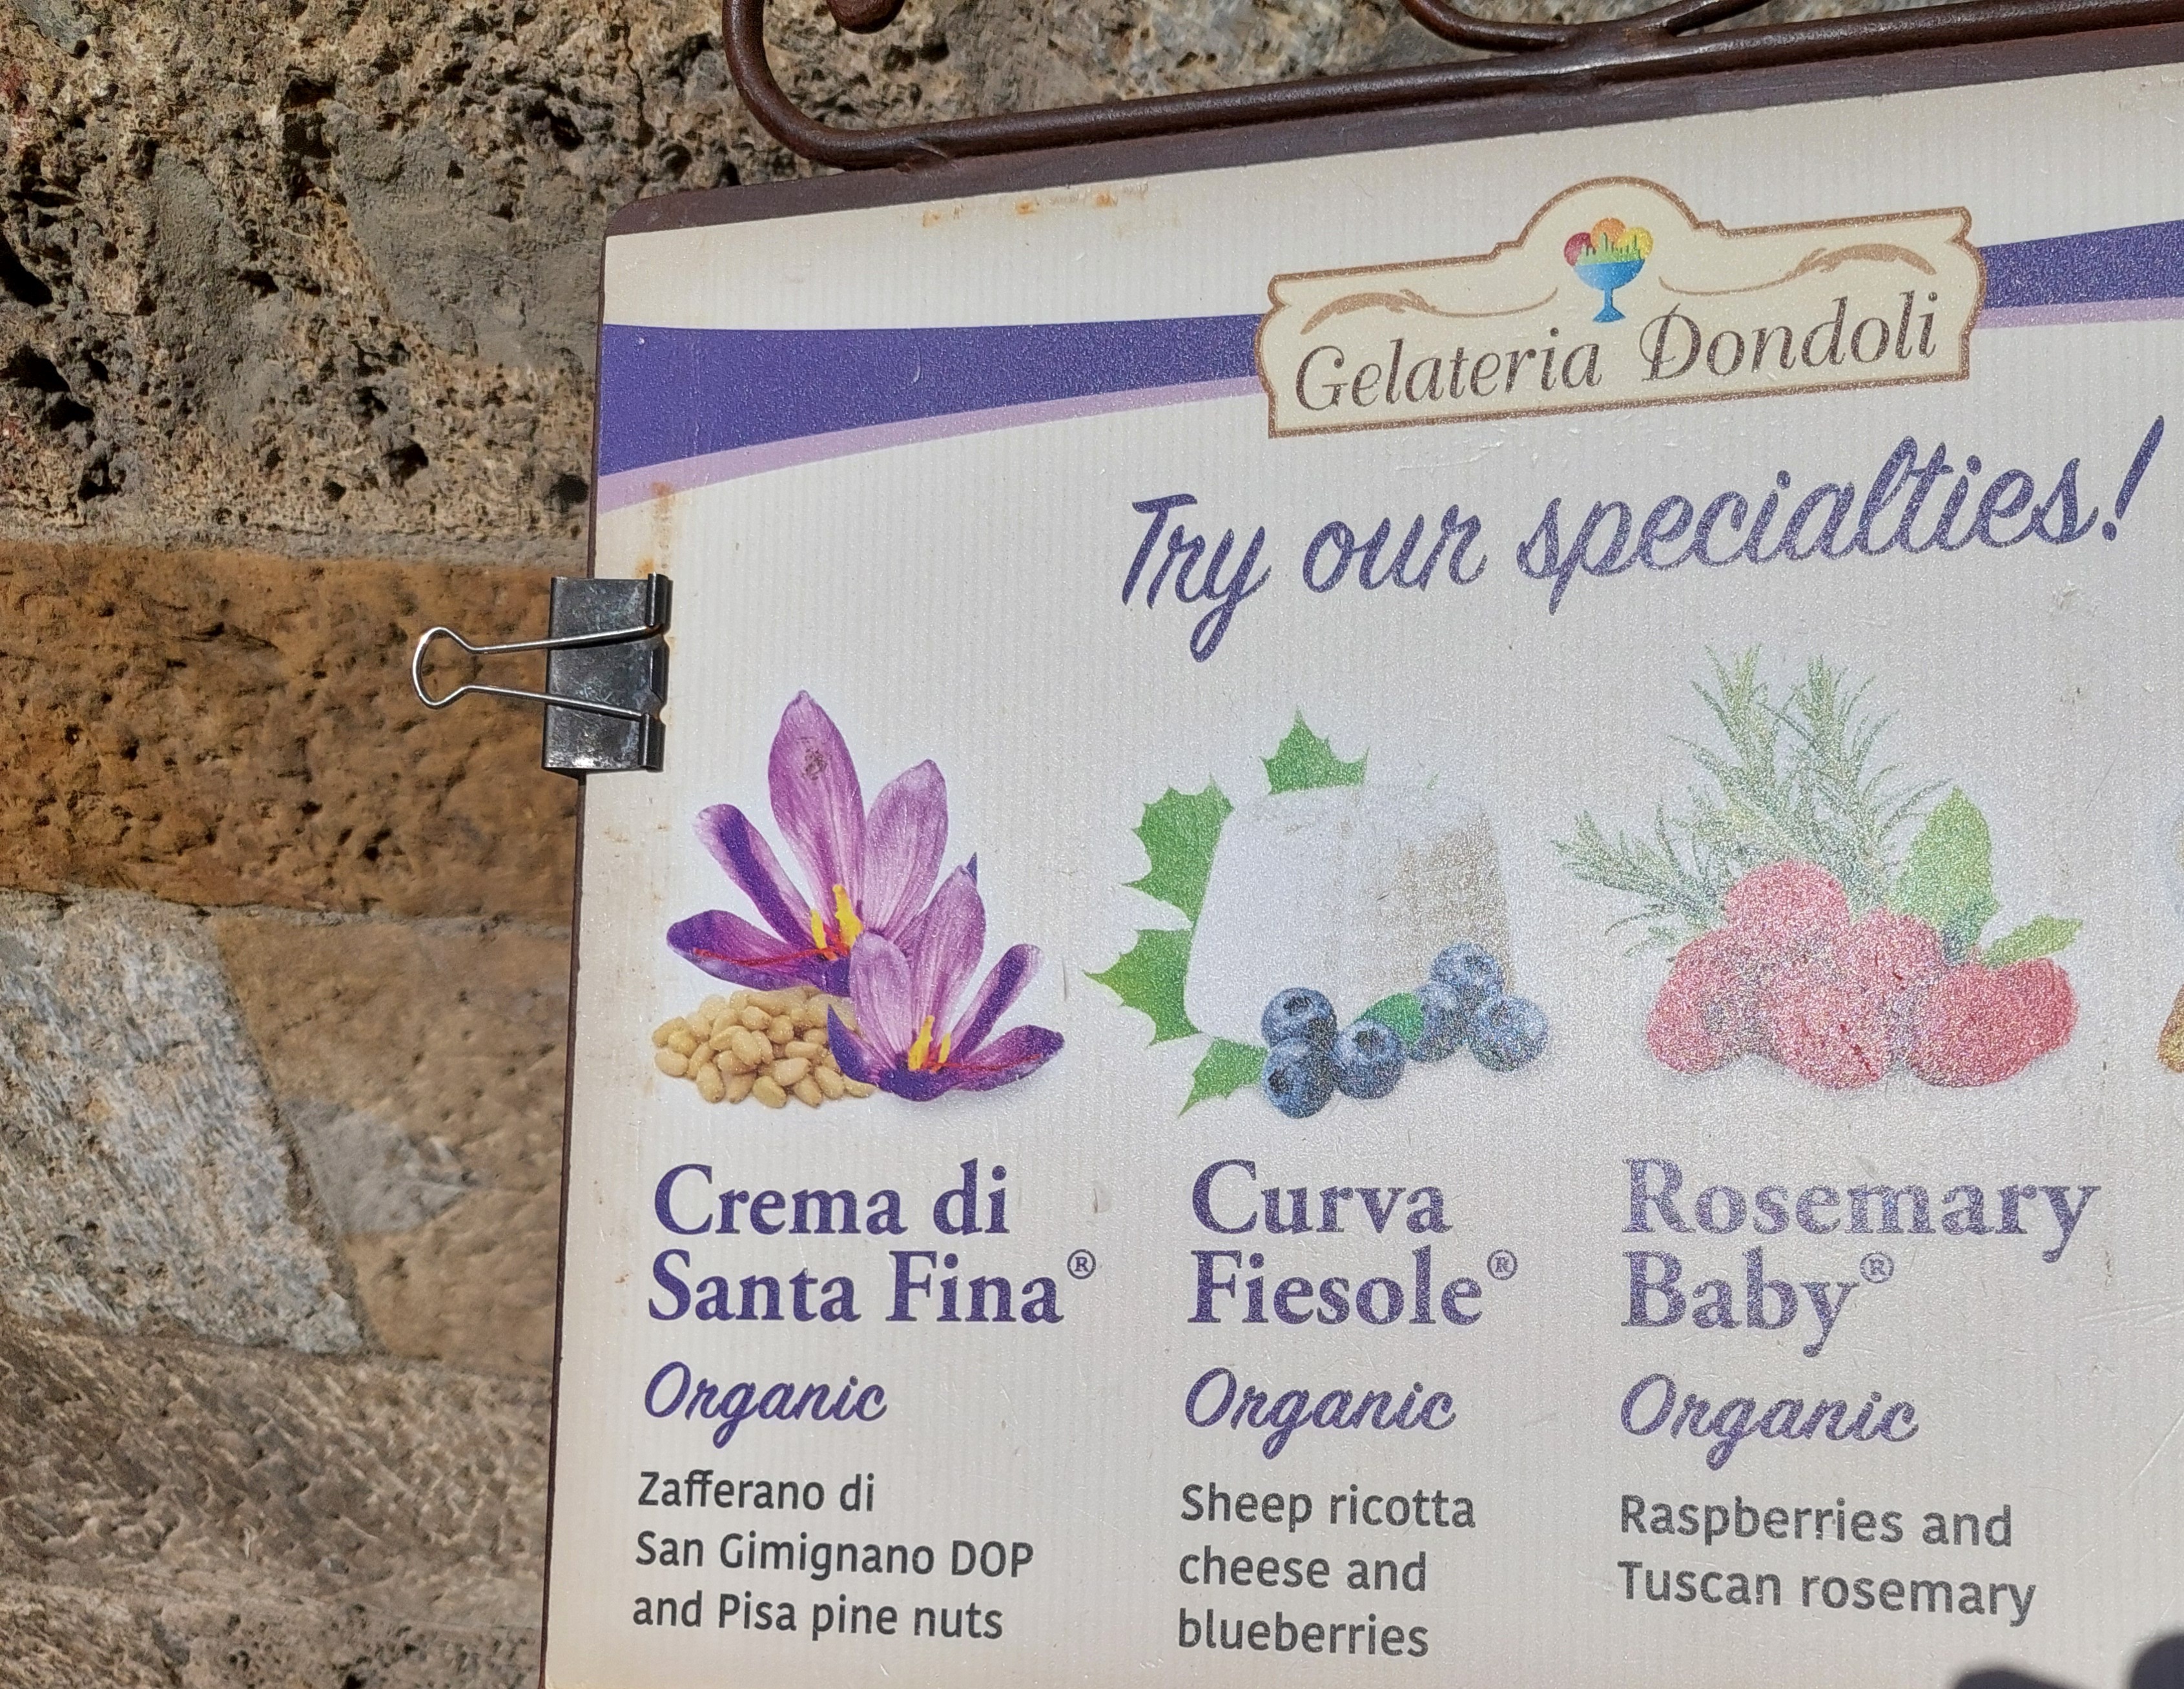 Gelateria Dondoli
Try our specialties!
Crema di
Santa Fina®
Organic
Zafferano di
San Gimignano DOP
and Pisa pine nuts
Curva
Fiesole®
Organic
Sheep ricotta
cheese and
blueberries
Rosemary
Baby®
Organic
Raspberries and
Tuscan rosemary